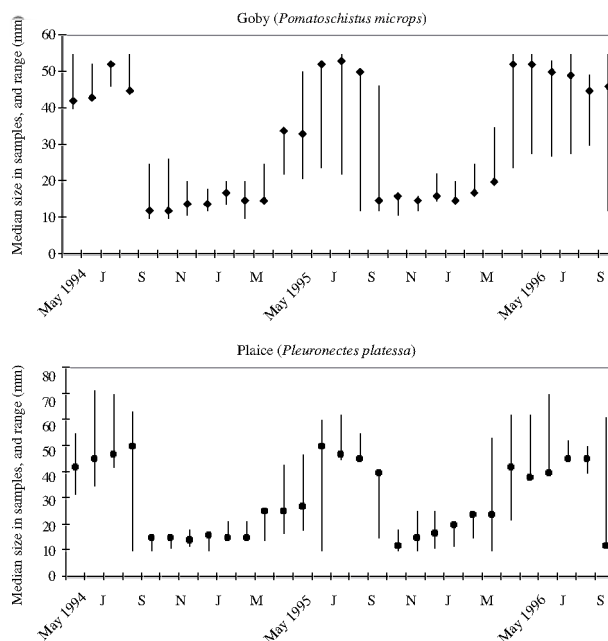 Goby (Pomatoschistus microps)
Median size in samples, and range (mm)
60
50
40
30
20
10
0
May 1994 J S N J M May 1995 J S N J M May 1996 J S
Plaice (Pleuronectes platessa)
Median size in samples, and range (mm)
80
70
60
50
40
30
20
10
0
May 1994 J S N J M May 1995 J S N J M May 1996 J S